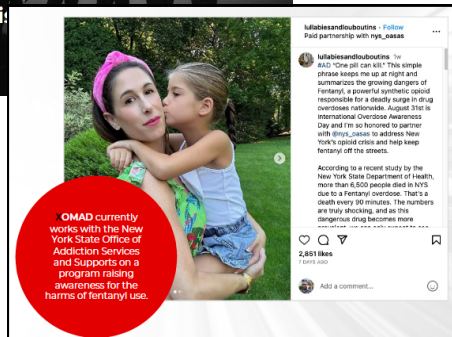 lullabiesandlouboutins • Follow
Paid partnership with nys_oasas
lullabiesandlouboutins 1w
#AD "One pill can kill." This simple
phrase keeps me up at night and
summarizes the growing dangers of
Fentanyl, a powerful synthetic opioid
responsible for a deadly surge in drug
overdoses nationwide. August 31st is
International Overdose Awareness
Day and I'm so honored to partner
with @nys_oasas to address New
York's opioid crisis and help keep
fentanyl off the streets.
According to a recent study by the
New York State Department of Health,
more than 6,500 people died in NYS
due to a Fentanyl overdose. That's a
death every 90 minutes. The numbers
are truly shocking, and as this
dangerous drug becomes more
2,851 likes
7 DAYS AGO
Add a comment...
XOMAD currently
works with the New
York State Office of
Addiction Services
and Supports on a
program raising
awareness for the
harms of fentanyl use.